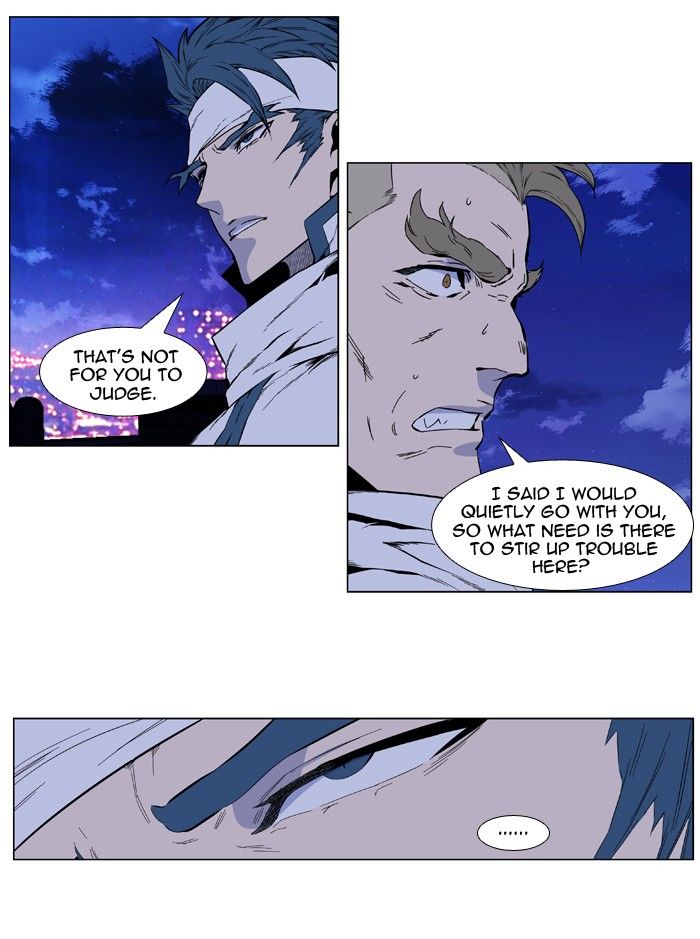 THAT'S NOT
FOR YOU TO
JUDGE.
I SAID I WOULD
QUIETLY GO WITH YOU,
SO WHAT NEED IS THERE
TO STIR UP TROUBLE
HERE?
......